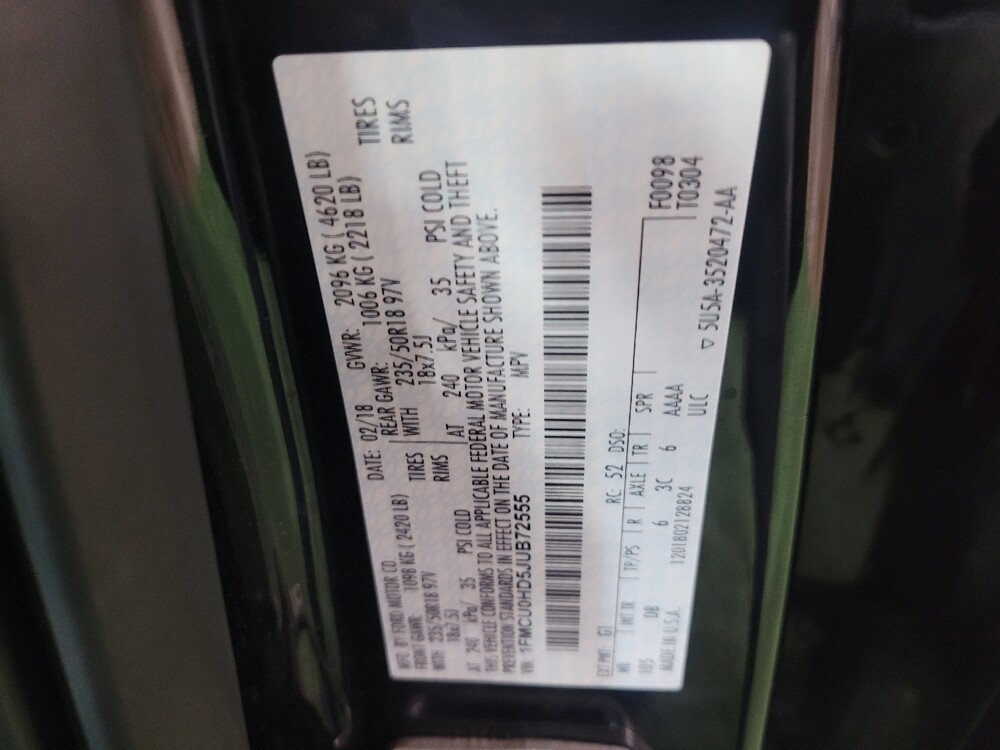 MFD. BY FORD MOTOR CO.
DATE: 02/18 GVWR: 2096 KG ( 4620 LB)
FRONT GAWR: 1098 KG ( 2420 LB) REAR GAWR: 1006 KG ( 2218 LB)
WITH 235/50R18 97V TIRES WITH 235/50R18 97V TIRES
18x7.5J RIMS 18x7.5J RIMS
AT 240 kPa/ 35 PSI COLD AT 240 kPa/ 35 PSI COLD
THIS VEHICLE CONFORMS TO ALL APPLICABLE FEDERAL MOTOR VEHICLE SAFETY AND THEFT
PREVENTION STANDARDS IN EFFECT ON THE DATE OF MANUFACTURE SHOWN ABOVE.
VIN: 1FMCU0HD5JUB72555 TYPE: MPV
EXT PNT: G1 RC: 52 DSO:
WB INT TR TP/PS R AXLE TR SPR F0098
105 DB 6 3C 6 AAAA T0304
MADE IN U.S.A. 1201802128824 ULC
▽ 5U5A-3520472-AA